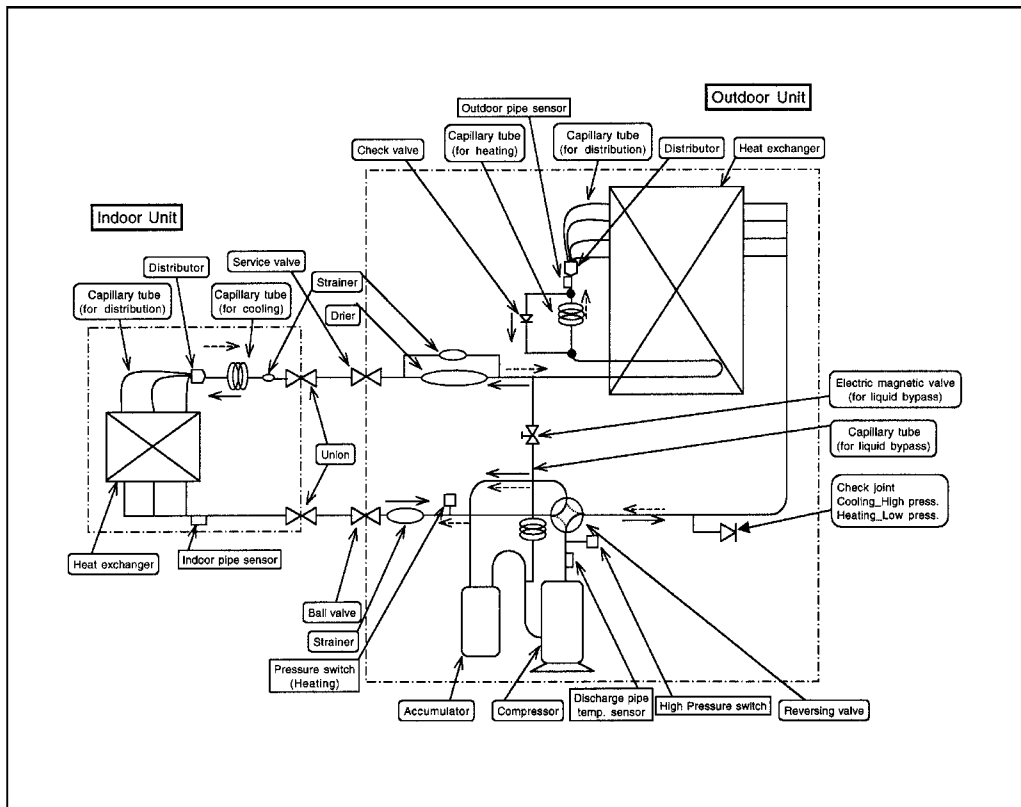 Outdoor Unit
Outdoor pipe sensor
Check valve
Capillary tube
(for heating)
Capillary tube
(for distribution)
Distributor
Heat exchanger
Indoor Unit
Distributor
Service valve
Strainer
Capillary tube
(for distribution)
Capillary tube
(for cooling)
Drier
Electric magnetic valve
(for liquid bypass)
Capillary tube
(for liquid bypass)
Union
Check joint
Cooling_High press.
Heating_Low press.
Heat exchanger
Indoor pipe sensor
Ball valve
Strainer
Pressure switch
(Heating)
Accumulator
Compressor
Discharge pipe
temp. sensor
High Pressure switch
Reversing valve